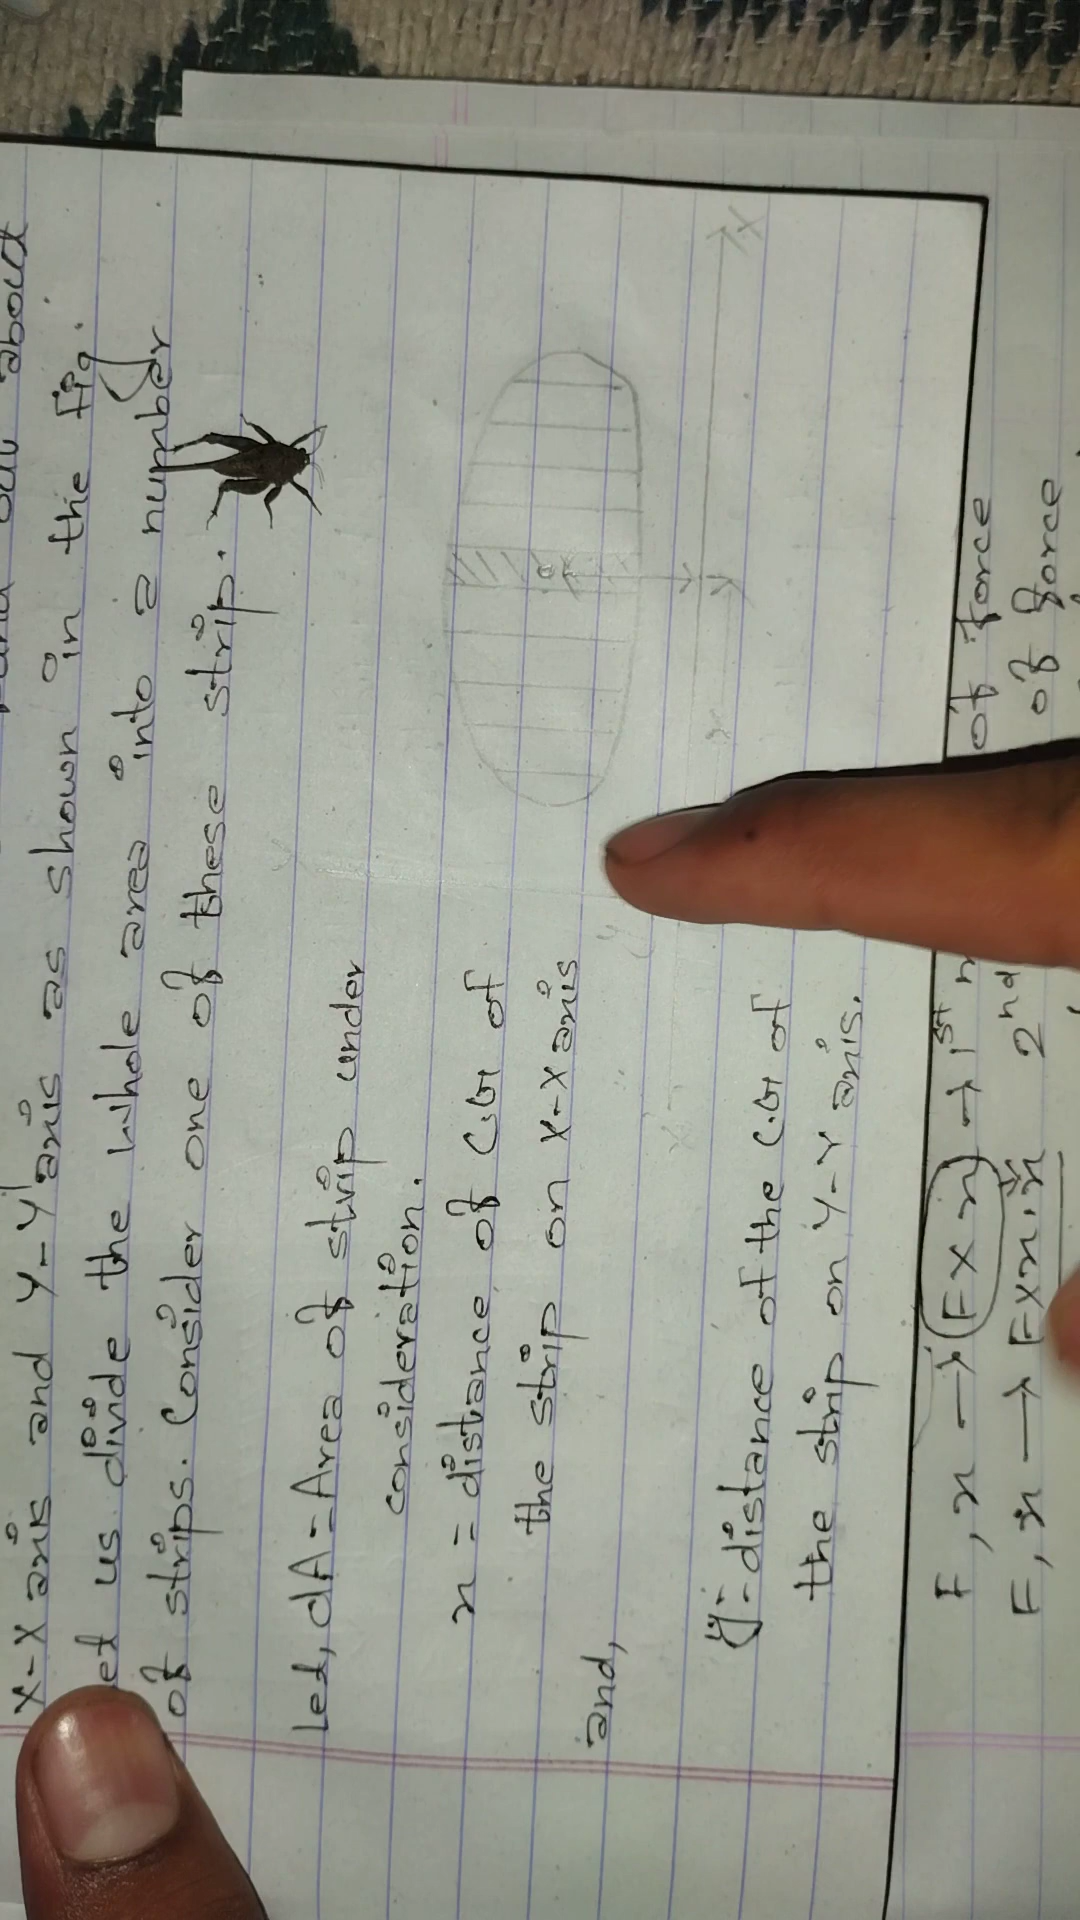 about
X-X axis and Y-Y axis as shown in the fig.
let us divide the whole area into a number
of strips. Consider one of these strip.
Let, dA = Area of strip under
consideration.
x = distance of C.G of
the strip on X-X axis
and,
y = distance of the C.G of
the strip on Y-Y axis.
X
x
Y
F, x → (F x x) → 1st of force
F, x → F x x . x 2nd of force